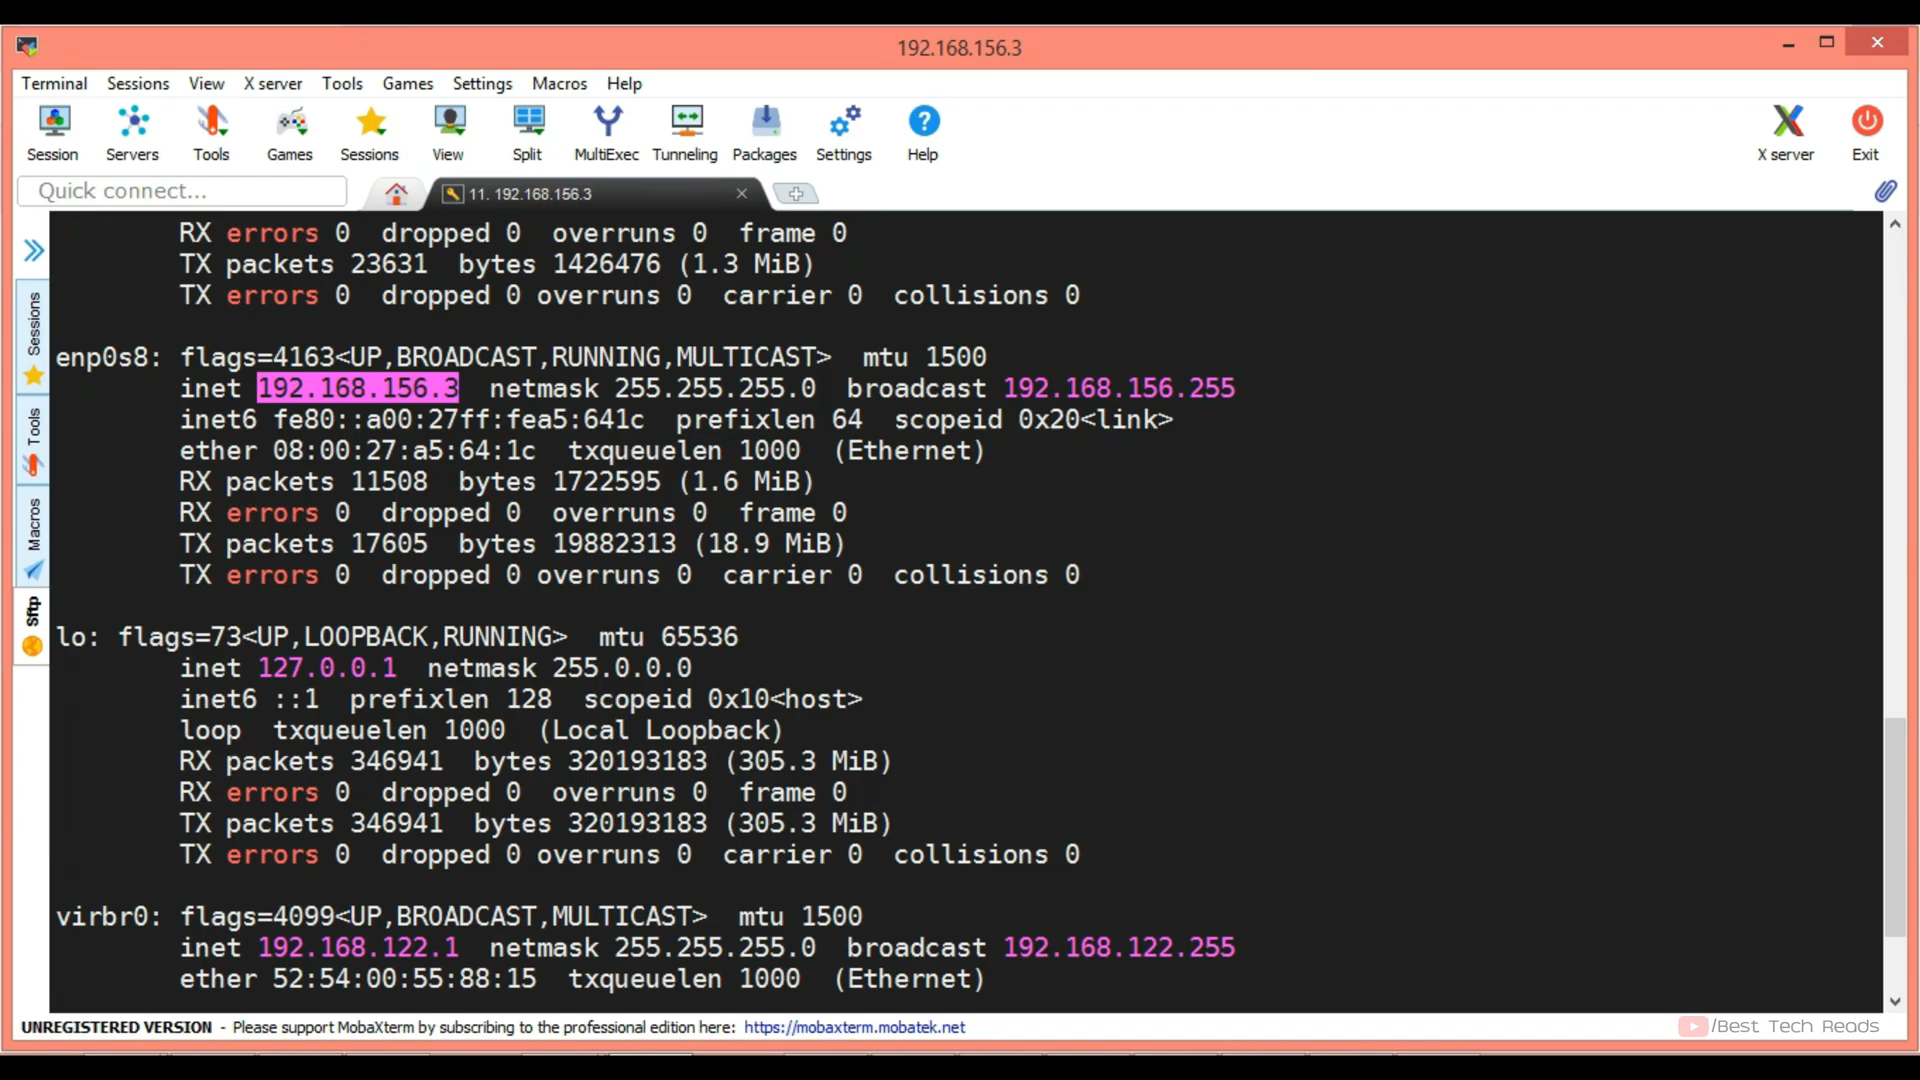 192.168.156.3
Terminal Sessions View X server Tools Games Settings Macros Help
Session Servers Tools Games Sessions View Split MultiExec Tunneling Packages Settings Help X server Exit
Quick connect...
11. 192.168.156.3
Sessions
Tools
Macros
Sftp
RX errors 0  dropped 0  overruns 0  frame 0
TX packets 23631  bytes 1426476 (1.3 MiB)
TX errors 0  dropped 0 overruns 0  carrier 0  collisions 0
enp0s8: flags=4163<UP,BROADCAST,RUNNING,MULTICAST>  mtu 1500
inet 192.168.156.3  netmask 255.255.255.0  broadcast 192.168.156.255
inet6 fe80::a00:27ff:fea5:641c  prefixlen 64  scopeid 0x20<link>
ether 08:00:27:a5:64:1c  txqueuelen 1000  (Ethernet)
RX packets 11508  bytes 1722595 (1.6 MiB)
RX errors 0  dropped 0  overruns 0  frame 0
TX packets 17605  bytes 19882313 (18.9 MiB)
TX errors 0  dropped 0 overruns 0  carrier 0  collisions 0
lo: flags=73<UP,LOOPBACK,RUNNING>  mtu 65536
inet 127.0.0.1  netmask 255.0.0.0
inet6 ::1  prefixlen 128  scopeid 0x10<host>
loop  txqueuelen 1000  (Local Loopback)
RX packets 346941  bytes 320193183 (305.3 MiB)
RX errors 0  dropped 0  overruns 0  frame 0
TX packets 346941  bytes 320193183 (305.3 MiB)
TX errors 0  dropped 0 overruns 0  carrier 0  collisions 0
virbr0: flags=4099<UP,BROADCAST,MULTICAST>  mtu 1500
inet 192.168.122.1  netmask 255.255.255.0  broadcast 192.168.122.255
ether 52:54:00:55:88:15  txqueuelen 1000  (Ethernet)
UNREGISTERED VERSION - Please support MobaXterm by subscribing to the professional edition here: https://mobaxterm.mobatek.net
/Best Tech Reads